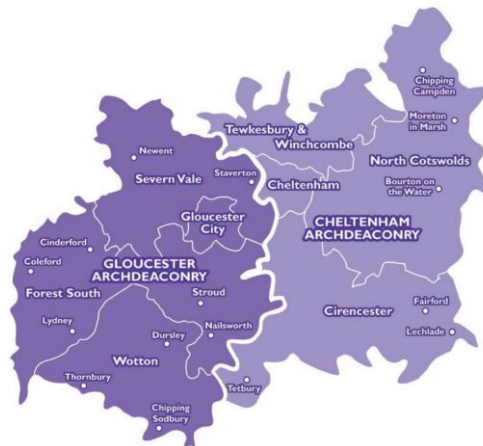 Chipping
Campden
Moreton
in Marsh
Tewkesbury &
Winchcombe
North Cotswolds
Newent
Severn Vale
Staverton
Cheltenham
Bourton on
the Water
Gloucester
City
CHELTENHAM
ARCHDEACONRY
Cinderford
Coleford
GLOUCESTER
ARCHDEACONRY
Forest South
Stroud
Fairford
Cirencester
Lydney
Dursley
Nailsworth
Lechlade
Wotton
Thornbury
Tetbury
Chipping
Sodbury